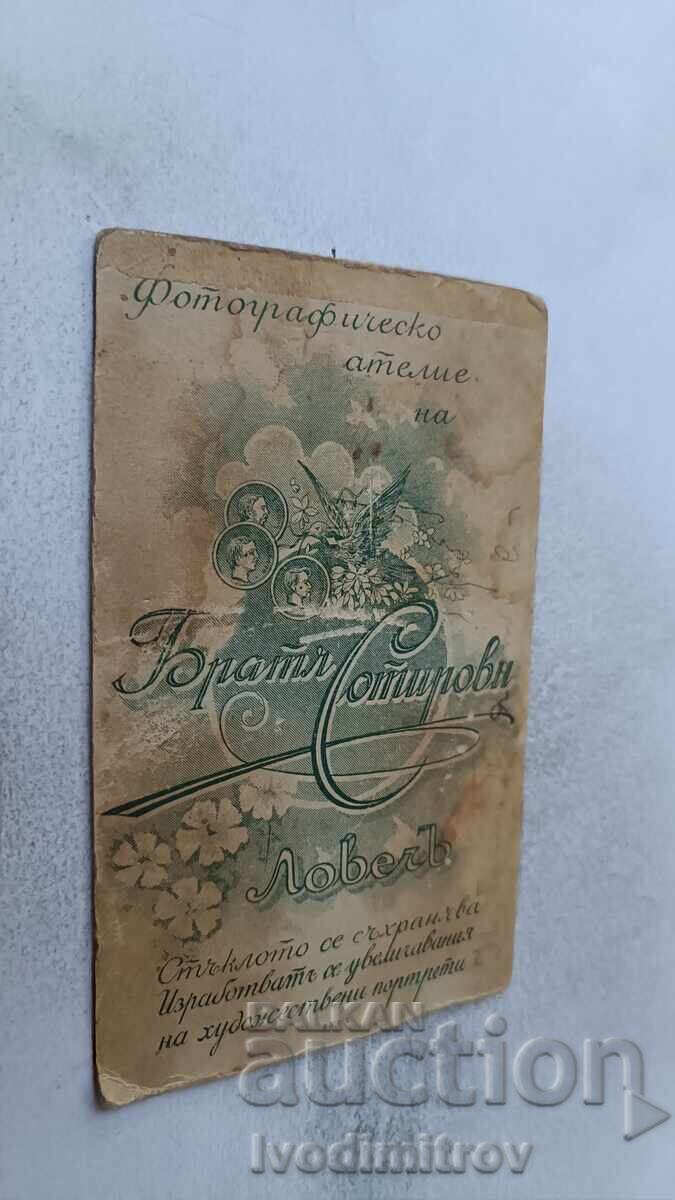 Фотографическо
ателие
на
Братя Сотирови
Ловечъ
Стъклото се съхранява
Изработватъ се увеличавания
на художествени портрети
BALKAN
auction
Ivodimitrov